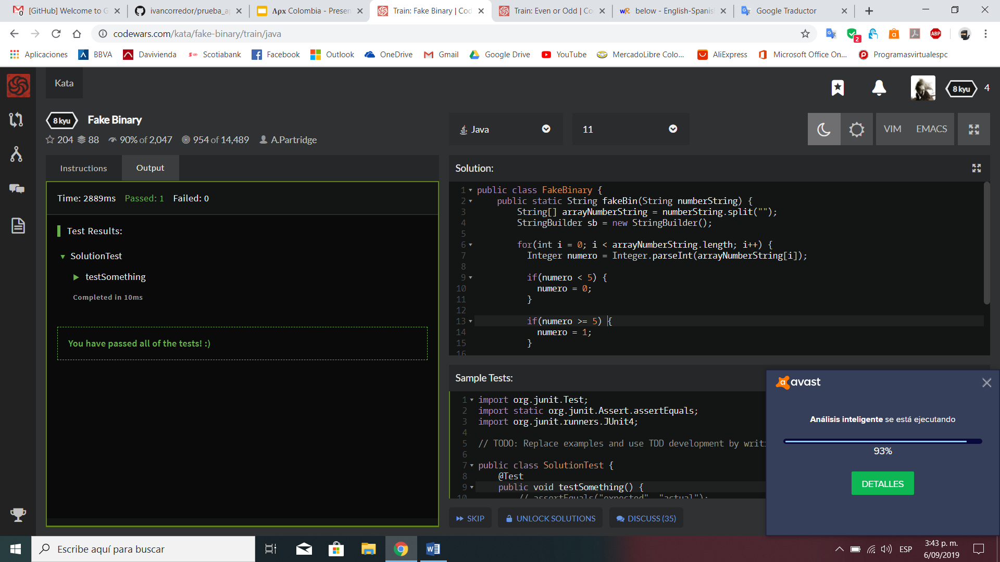 [GitHub] Welcome to G
ivancorredor/prueba_ap
Λρx Colombia - Presen
Train: Fake Binary | Cod
Train: Even or Odd | Co
wR below - English-Spanis
Google Traductor
codewars.com/kata/fake-binary/train/java
2
ABP
Aplicaciones
BBVA
Davivienda
Scotiabank
Facebook
Outlook
OneDrive
Gmail
Google Drive
YouTube
MercadoLibre Colo...
AliExpress
Microsoft Office On...
Programasvirtualespc
Kata
8 kyu 4
8 kyu Fake Binary
204 88 90% of 2,047 954 of 14,489 A.Partridge
Java
11
VIM EMACS
Instructions Output
Time: 2889ms Passed: 1 Failed: 0
Test Results:
SolutionTest
testSomething
Completed in 10ms
You have passed all of the tests! :)
Solution:
1 public class FakeBinary {
2 public static String fakeBin(String numberString) {
3 String[] arrayNumberString = numberString.split("");
4 StringBuilder sb = new StringBuilder();
5
6 for(int i = 0; i < arrayNumberString.length; i++) {
7 Integer numero = Integer.parseInt(arrayNumberString[i]);
8
9 if(numero < 5) {
10 numero = 0;
11 }
12
13 if(numero >= 5) {
14 numero = 1;
15 }
16
Sample Tests:
1 import org.junit.Test;
2 import static org.junit.Assert.assertEquals;
3 import org.junit.runners.JUnit4;
4
5 // TODO: Replace examples and use TDD development by writi
6
7 public class SolutionTest {
8 @Test
9 public void testSomething() {
10 // assertEquals("expected", "actual");
SKIP
UNLOCK SOLUTIONS
DISCUSS (35)
avast
Análisis inteligente se está ejecutando
93%
DETALLES
Escribe aquí para buscar
ESP
3:43 p. m.
6/09/2019